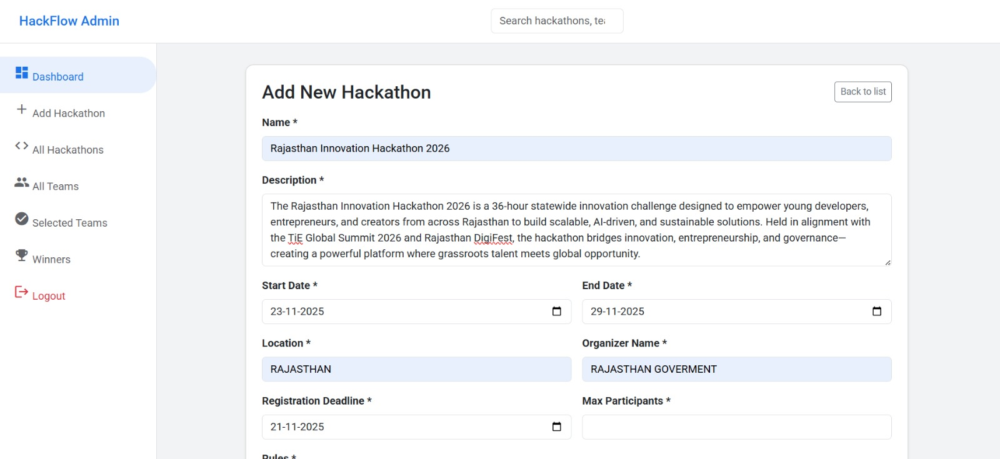 HackFlow Admin
Search hackathons, tea
Dashboard
Add Hackathon
All Hackathons
All Teams
Selected Teams
Winners
Logout
Add New Hackathon
Back to list
Name *
Rajasthan Innovation Hackathon 2026
Description *
The Rajasthan Innovation Hackathon 2026 is a 36-hour statewide innovation challenge designed to empower young developers,
entrepreneurs, and creators from across Rajasthan to build scalable, AI-driven, and sustainable solutions. Held in alignment with
the TiE Global Summit 2026 and Rajasthan DigiFest, the hackathon bridges innovation, entrepreneurship, and governance—
creating a powerful platform where grassroots talent meets global opportunity.
Start Date *
End Date *
23-11-2025
29-11-2025
Location *
Organizer Name *
RAJASTHAN
RAJASTHAN GOVERMENT
Registration Deadline *
Max Participants *
21-11-2025
Rules *